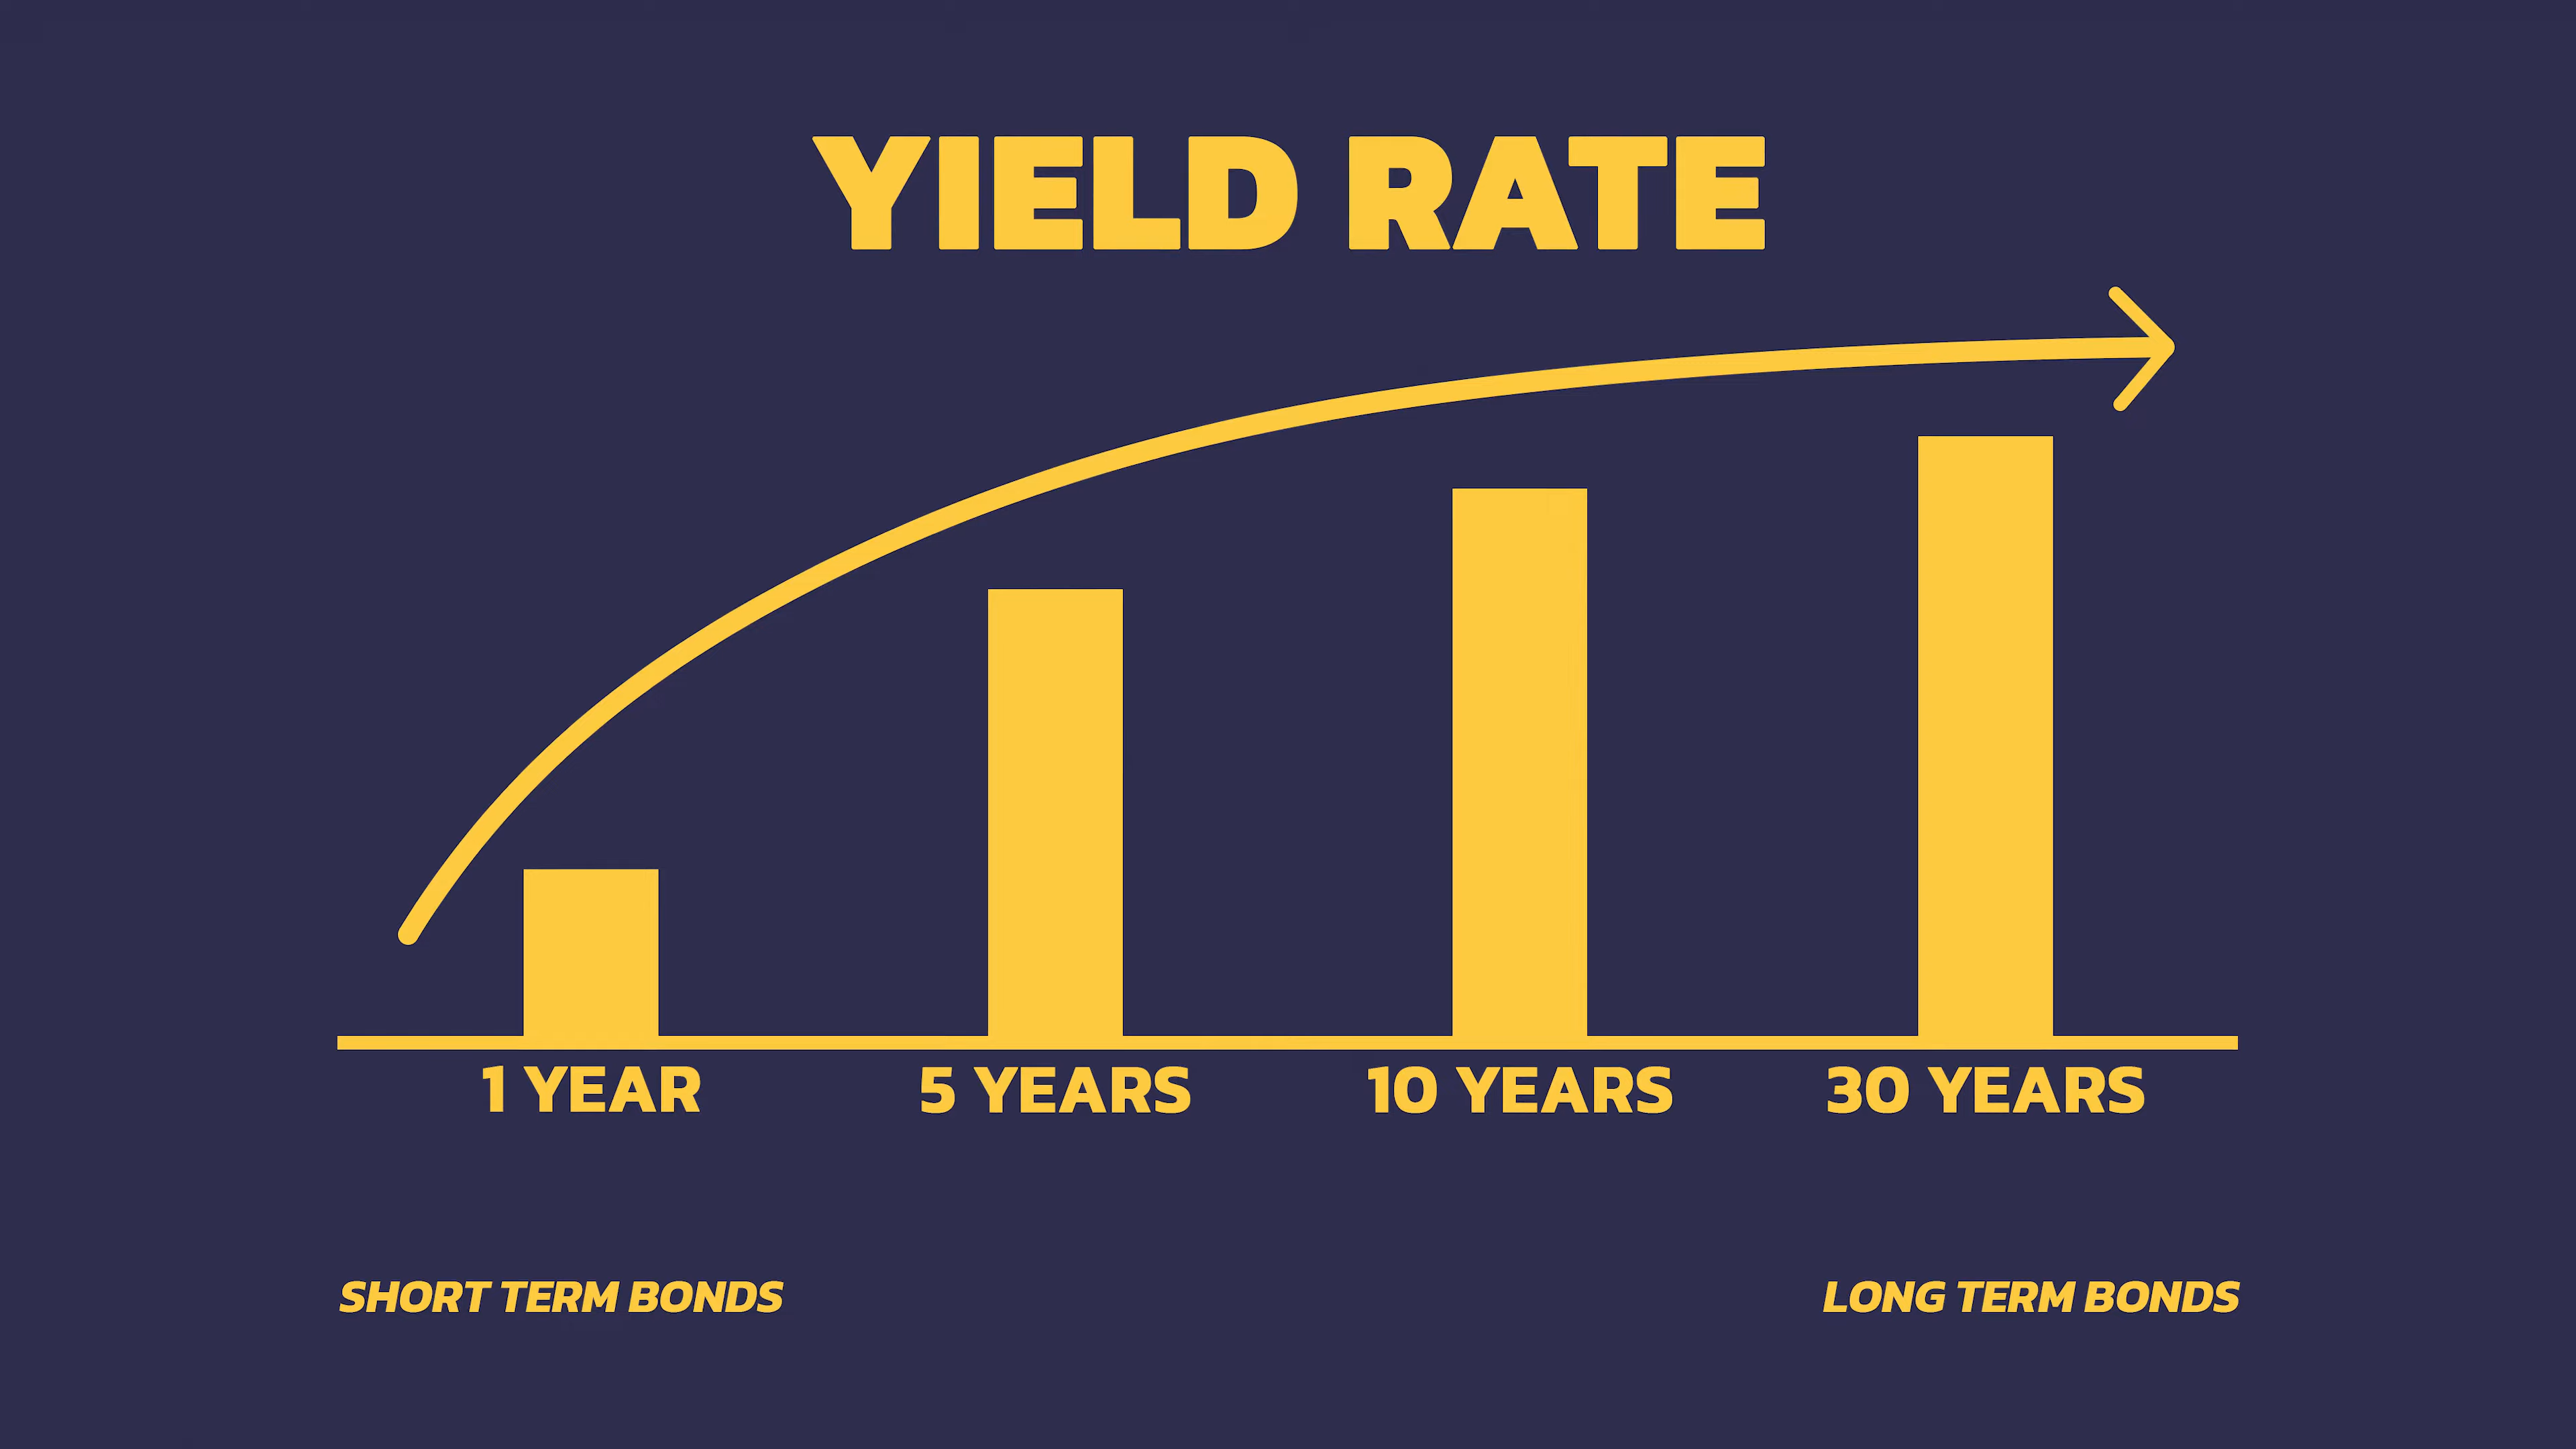 YIELD RATE
1 YEAR
5 YEARS
10 YEARS
30 YEARS
SHORT TERM BONDS
LONG TERM BONDS